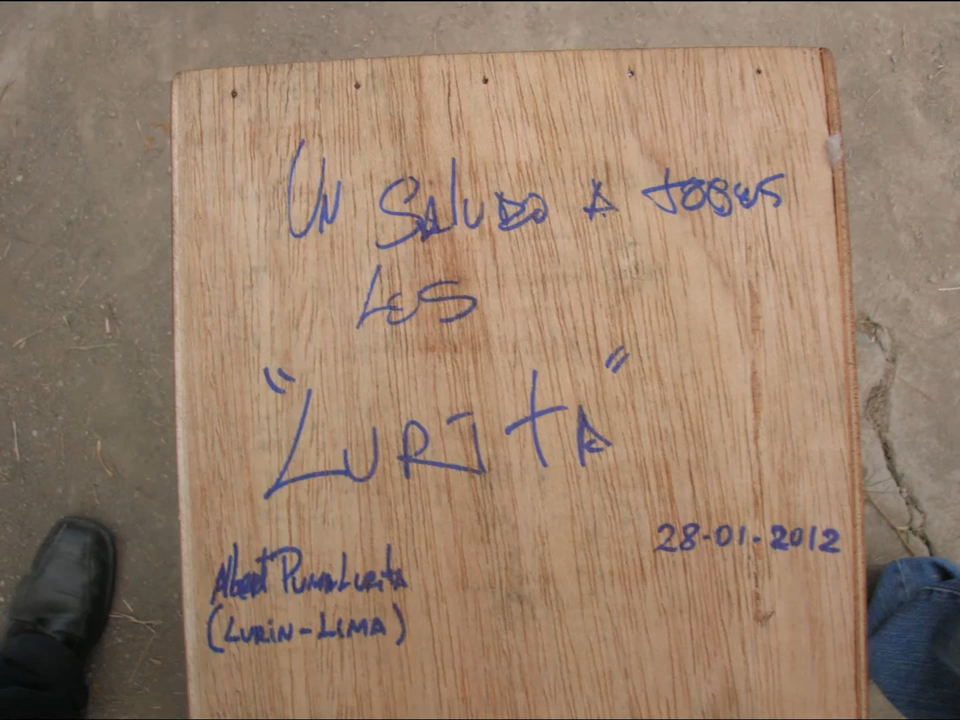 UN SALUDO A TODOS
LOS
"LURITA"
28-01-2012
Albert Puma Lurita
(LURIN-LIMA)